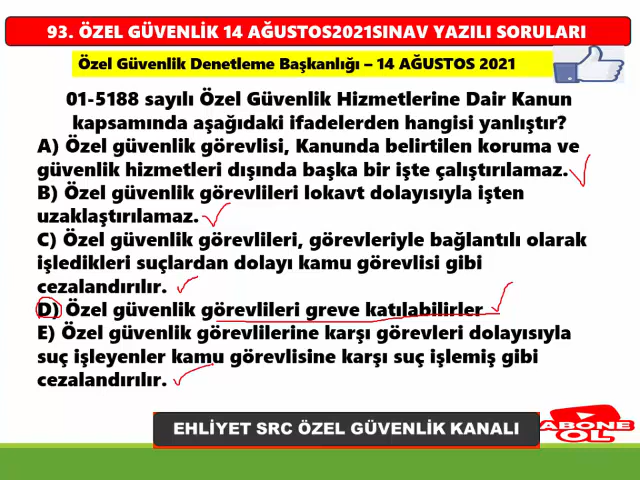 93. ÖZEL GÜVENLİK 14 AĞUSTOS2021SINAV YAZILI SORULARI
Özel Güvenlik Denetleme Başkanlığı – 14 AĞUSTOS 2021
01-5188 sayılı Özel Güvenlik Hizmetlerine Dair Kanun
kapsamında aşağıdaki ifadelerden hangisi yanlıştır?
A) Özel güvenlik görevlisi, Kanunda belirtilen koruma ve
güvenlik hizmetleri dışında başka bir işte çalıştırılamaz.
B) Özel güvenlik görevlileri lokavt dolayısıyla işten
uzaklaştırılamaz.
C) Özel güvenlik görevlileri, görevleriyle bağlantılı olarak
işledikleri suçlardan dolayı kamu görevlisi gibi
cezalandırılır.
D) Özel güvenlik görevlileri greve katılabilirler
E) Özel güvenlik görevlilerine karşı görevleri dolayısıyla
suç işleyenler kamu görevlisine karşı suç işlemiş gibi
cezalandırılır.
EHLİYET SRC ÖZEL GÜVENLİK KANALI
ABONE
OL